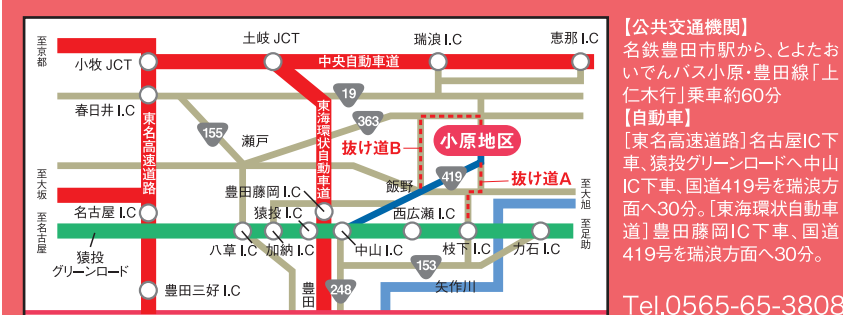 至京都
小牧 JCT
土岐 JCT
中央自動車道
瑞浪 I.C
恵那 I.C
春日井 I.C
東名高速道路
19
東海環状自動車道
363
155
瀬戸
抜け道B
小原地区
419
抜け道A
飯野
豊田藤岡 I.C
至大坂
至大旭
名古屋 I.C
猿投 I.C
西広瀬 I.C
至名古屋
至足助
猿投
グリーンロード
八草 I.C
加納 I.C
中山 I.C
枝下 I.C
力石 I.C
153
豊田三好 I.C
豊田
248
矢作川
【公共交通機関】
名鉄豊田市駅から、とよたお
いでんバス小原・豊田線「上
仁木行」乗車約60分
【自動車】
[東名高速道路]名古屋IC下
車、猿投グリーンロードへ中山
IC下車、国道419号を瑞浪方
面へ30分。[東海環状自動車
道]豊田藤岡IC下車、国道
419号を瑞浪方面へ30分。
Tel.0565-65-3808